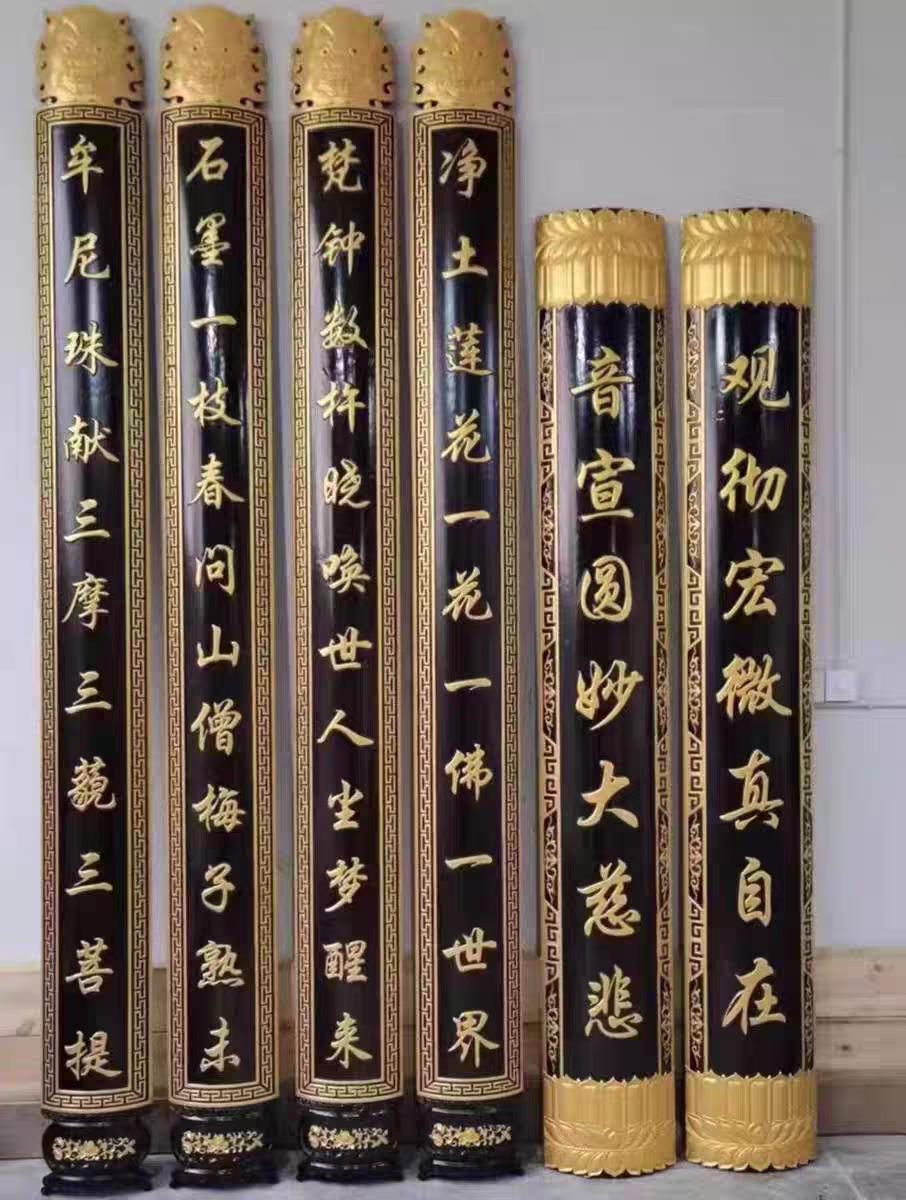 观彻宏微真自在
音宣圆妙大慈悲
净土莲花一花一佛一世界
梵钟数杵晓唤世人尘梦醒来
石墨一枝春问山僧梅子熟未
牟尼珠献三摩三藐三菩提